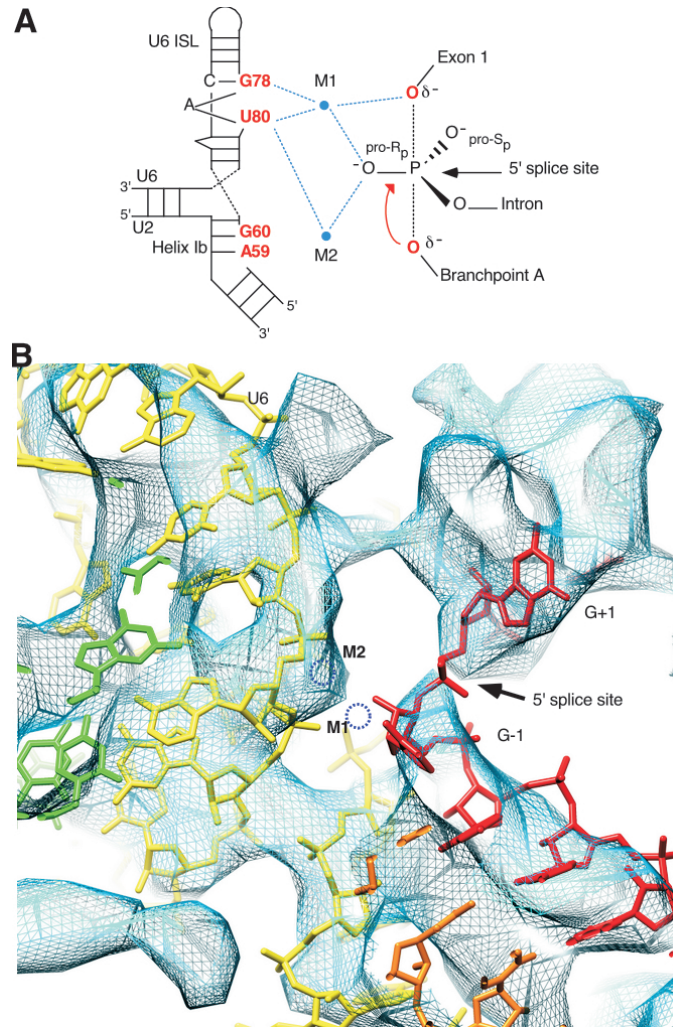 A
U6 ISL
Exon 1
C
G78
M1
O δ-
A
U80
pro-Rp
O- pro-Sp
-O
P
5' splice site
U6
3'
5'
U2
G60
O
Intron
Helix Ib
A59
M2
O δ-
Branchpoint A
5'
3'
B
U6
G+1
M2
5' splice site
M1
G-1